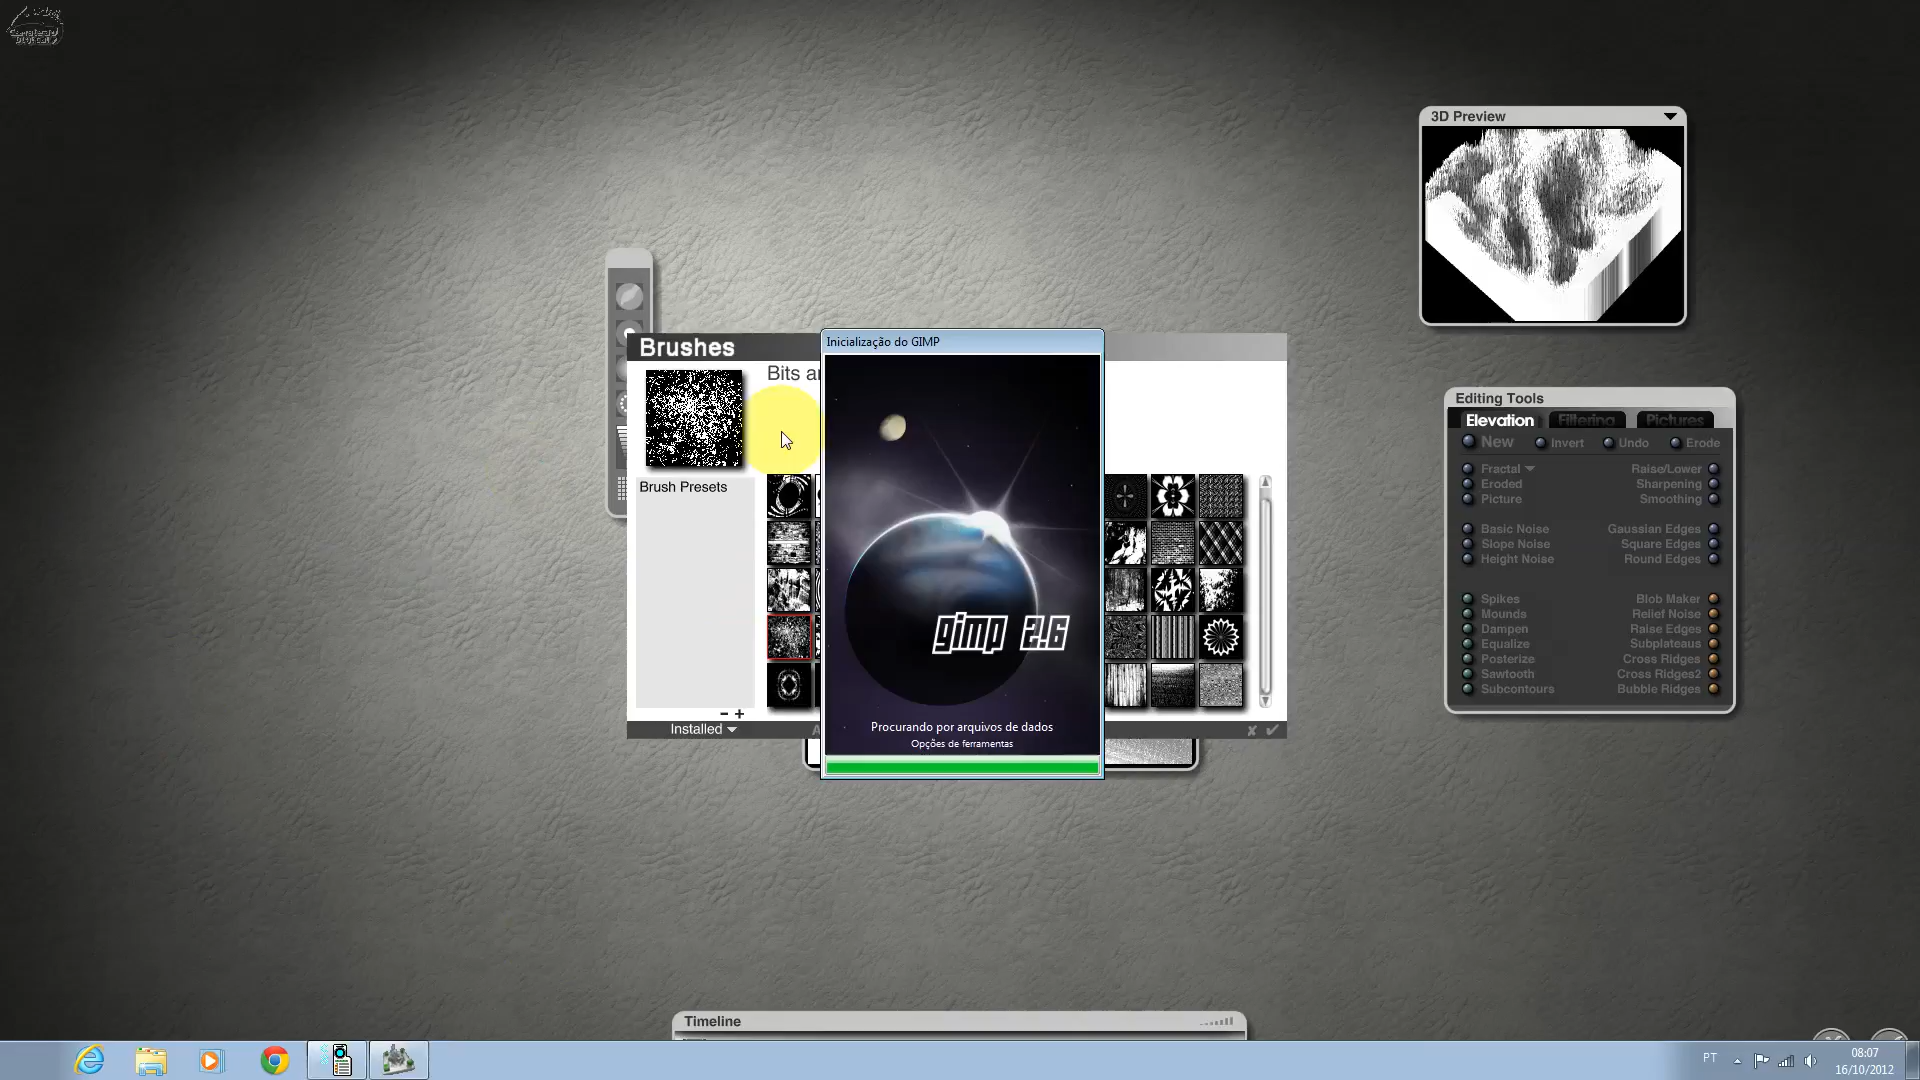 3D Preview
Inicialização do GIMP
Brushes
Bits
Brush Presets
gimp 2.6
Procurando por arquivos de dados
Opções de ferramentas
Installed
Editing Tools
Elevation Filtering Pictures
New Invert Undo Erode
Fractal Raise/Lower
Eroded Sharpening
Picture Smoothing
Basic Noise Gaussian Edges
Slope Noise Square Edges
Height Noise Round Edges
Spikes Blob Maker
Mounds Relief Noise
Dampen Raise Edges
Equalize Subplateaus
Posterize Cross Ridges
Sawtooth Cross Ridges2
Subcontours Bubble Ridges
Timeline
PT
08:07
16/10/2012